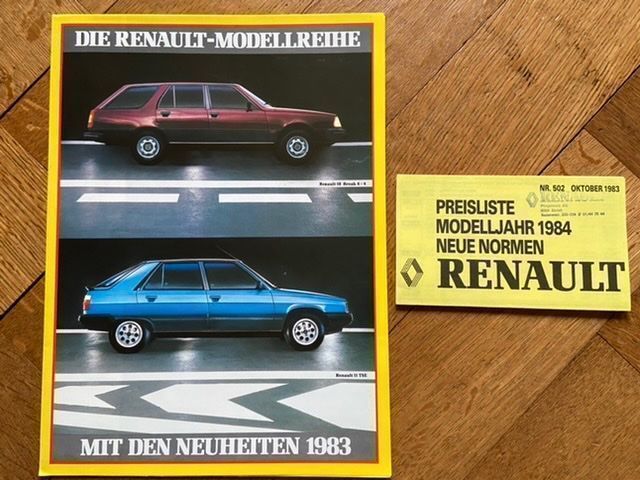 DIE RENAULT-MODELLREIHE
Renault 18 Break 4×4
Renault 11 TSE
MIT DEN NEUHEITEN 1983
NR. 502 OKTOBER 1983
RENAULT
PREISLISTE
MODELLJAHR 1984
NEUE NORMEN
RENAULT